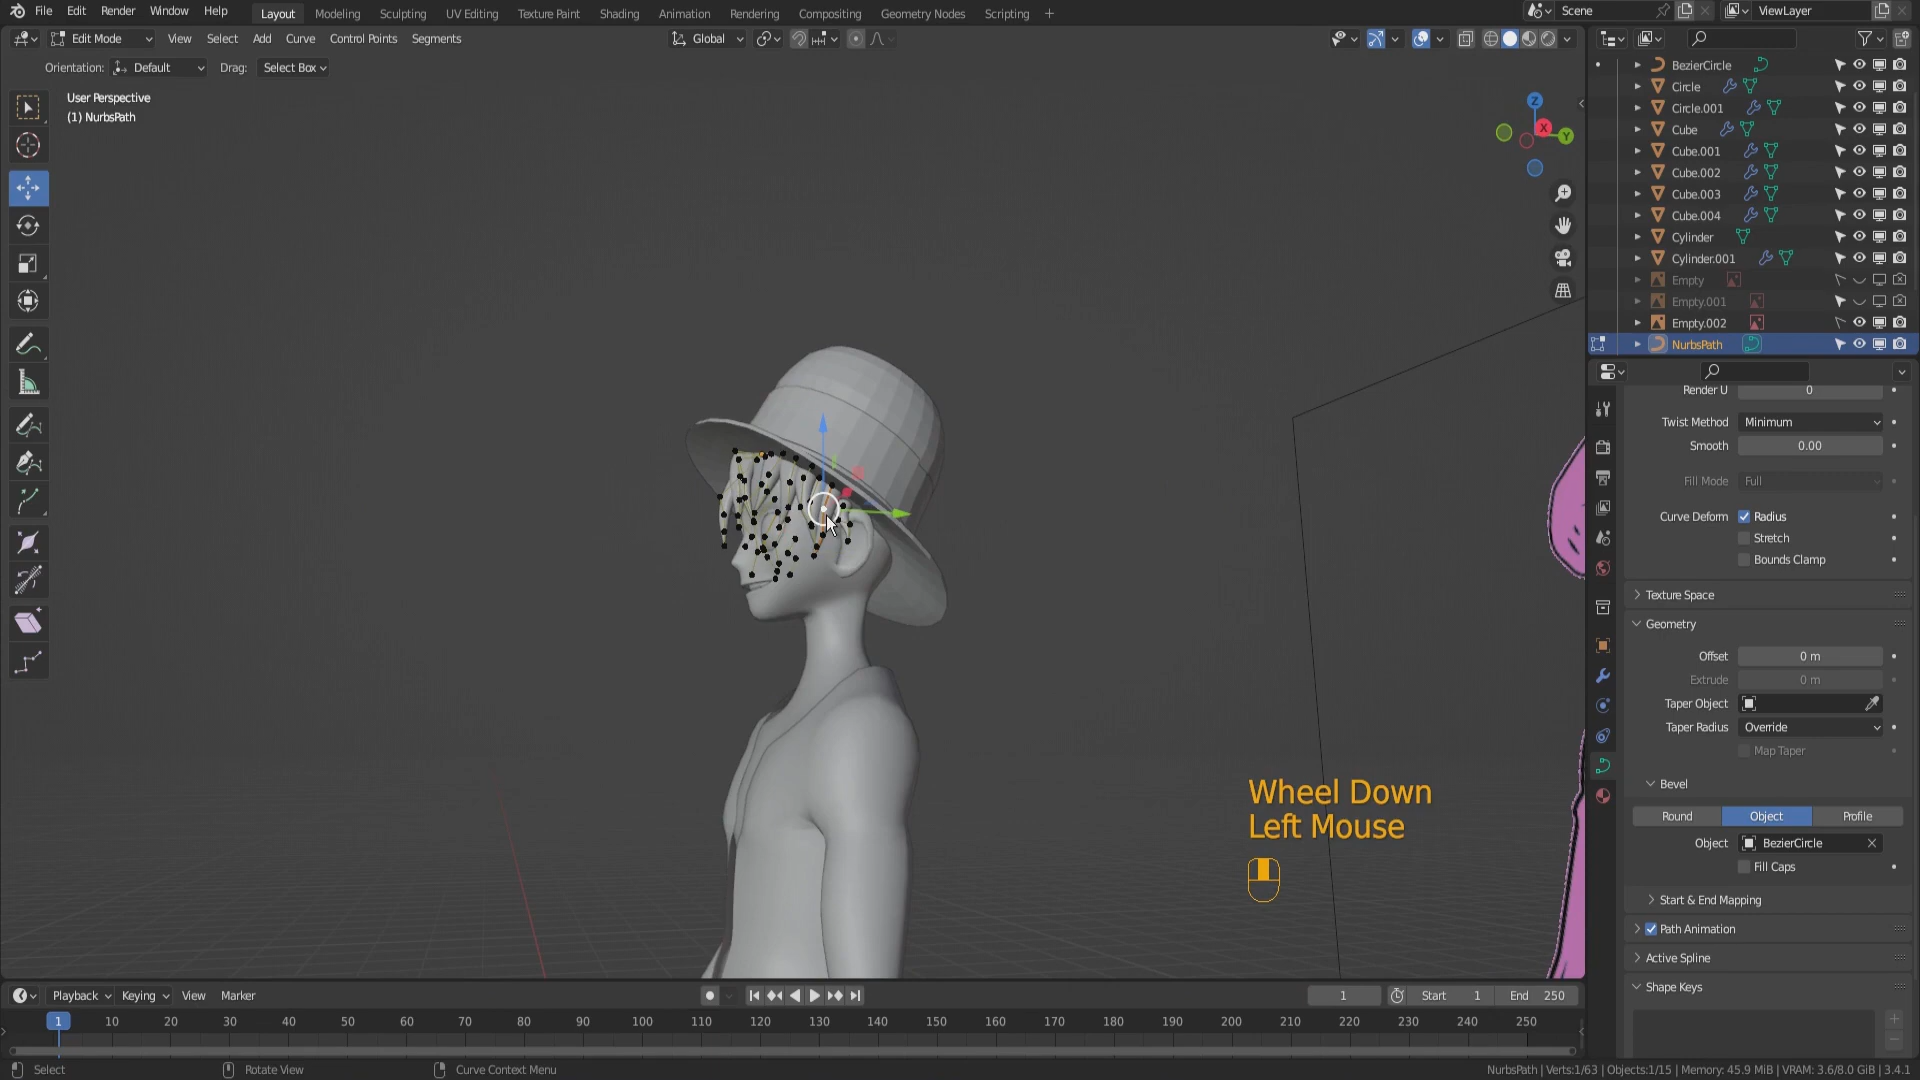 File Edit Render Window Help Layout Modeling Sculpting UV Editing Texture Paint Shading Animation Rendering Compositing Geometry Nodes Scripting + Scene ViewLayer
Edit Mode View Select Add Curve Control Points Segments Global
Orientation: Default Drag: Select Box
User Perspective
(1) NurbsPath
Z
X
Y
BezierCircle
Circle
Circle.001
Cube
Cube.001
Cube.002
Cube.003
Cube.004
Cylinder
Cylinder.001
Empty
Empty.001
Empty.002
NurbsPath
Render U 0
Twist Method Minimum
Smooth 0.00
Fill Mode Full
Curve Deform Radius
Stretch
Bounds Clamp
Texture Space
Geometry
Offset 0 m
Extrude 0 m
Taper Object
Taper Radius Override
Map Taper
Bevel
Round Object Profile
Object BezierCircle
Fill Caps
Start & End Mapping
Path Animation
Active Spline
Shape Keys
Wheel Down
Left Mouse
Playback Keying View Marker 1 Start 1 End 250
1 10 20 30 40 50 60 70 80 90 100 110 120 130 140 150 160 170 180 190 200 210 220 230 240 250
Select Rotate View Curve Context Menu NurbsPath | Verts:1/63 | Objects:1/15 | Memory: 45.9 MiB | VRAM: 3.6/8.0 GiB | 3.4.1